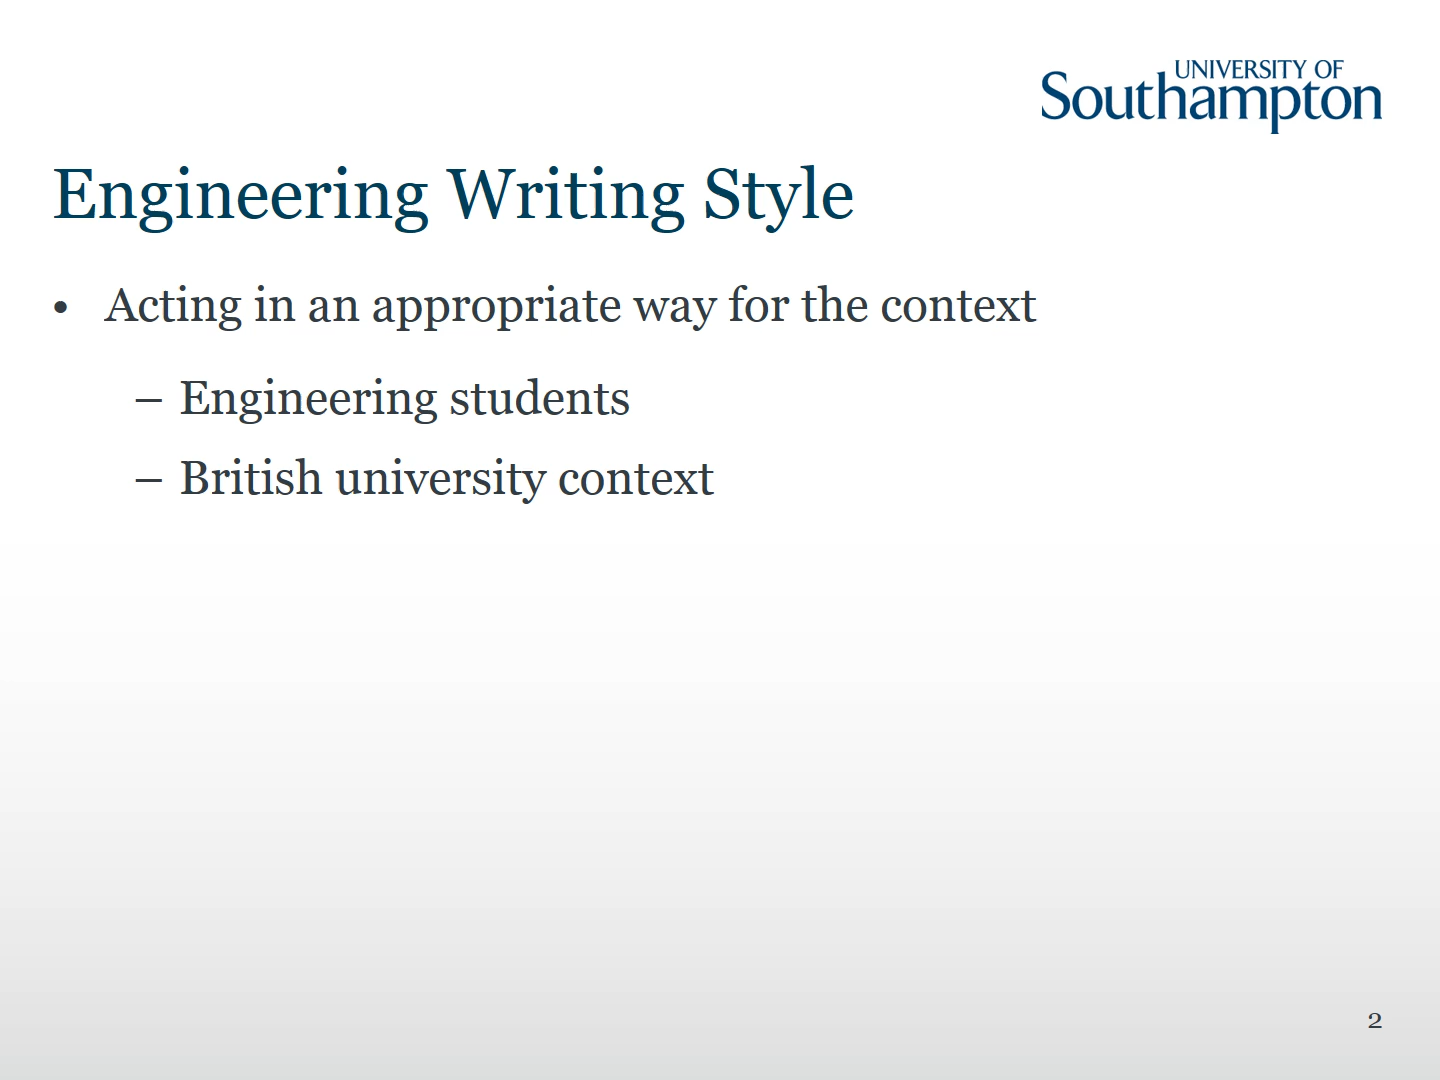 UNIVERSITY OF
Southampton
Engineering Writing Style
• Acting in an appropriate way for the context
– Engineering students
– British university context
2